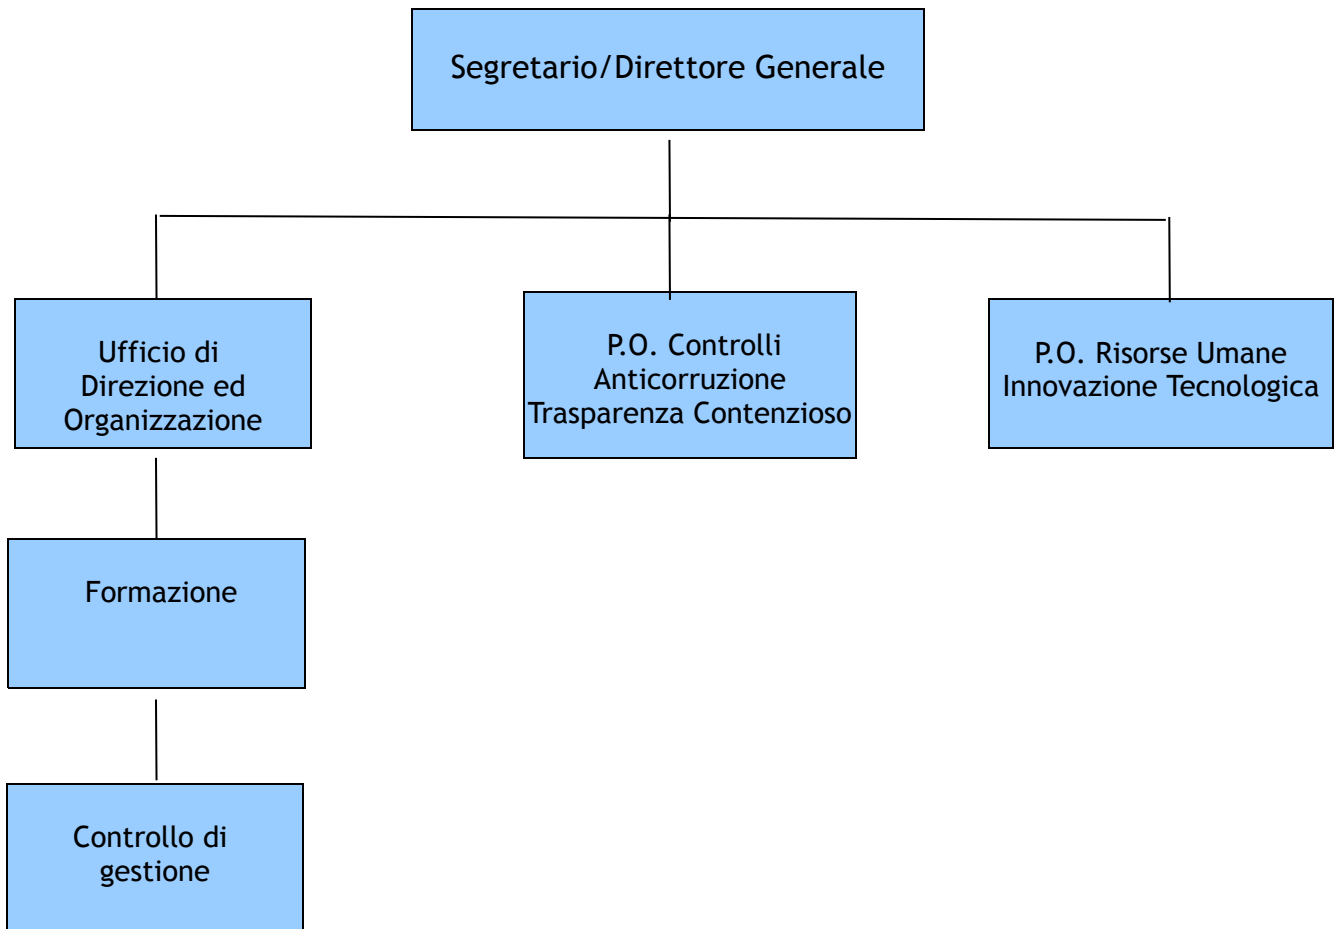 Segretario/Direttore Generale
Ufficio di
Direzione ed
Organizzazione
P.O. Controlli
Anticorruzione
Trasparenza Contenzioso
P.O. Risorse Umane
Innovazione Tecnologica
Formazione
Controllo di
gestione